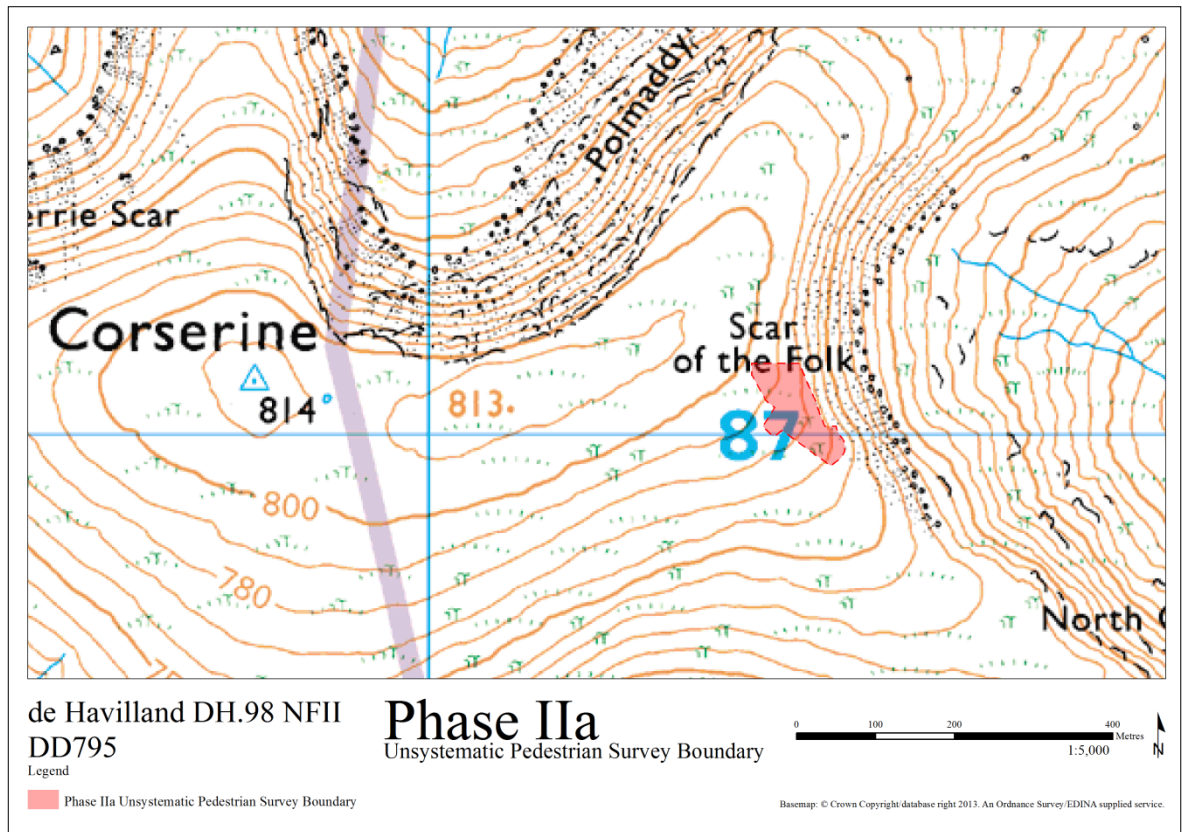 Polmaddy
errie Scar
Corserine
814
813.
Scar
of the Folk
87
800
780
North
de Havilland DH.98 NFII
DD795
Legend
Phase IIa Unsystematic Pedestrian Survey Boundary
Phase IIa
Unsystematic Pedestrian Survey Boundary
0 100 200 400 Metres
1:5,000
N
Basemap: © Crown Copyright/database right 2013. An Ordnance Survey/EDINA supplied service.